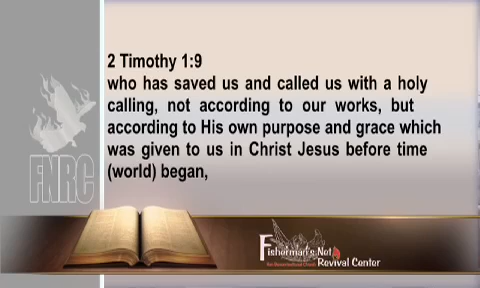 2 Timothy 1:9
who has saved us and called us with a holy
calling, not according to our works, but
according to His own purpose and grace which
was given to us in Christ Jesus before time
(world) began,
FNRC
Fisherman's Net
Revival Center